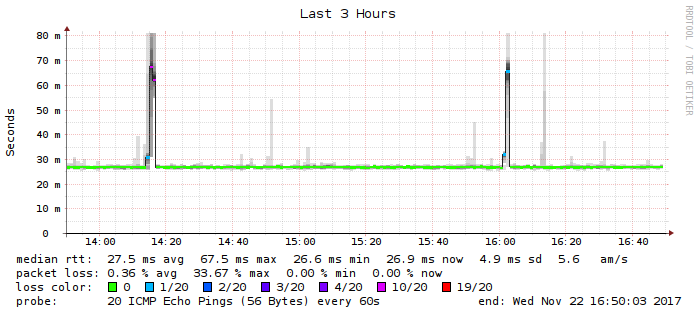 Last 3 Hours
RRDTOOL / TOBI OETIKER
Seconds
80 m
70 m
60 m
50 m
40 m
30 m
20 m
10 m
0
14:00 14:20 14:40 15:00 15:20 15:40 16:00 16:20 16:40
median rtt: 27.5 ms avg 67.5 ms max 26.6 ms min 26.9 ms now 4.9 ms sd 5.6 am/s
packet loss: 0.36 % avg 33.67 % max 0.00 % min 0.00 % now
loss color: 0 1/20 2/20 3/20 4/20 10/20 19/20
probe: 20 ICMP Echo Pings (56 Bytes) every 60s end: Wed Nov 22 16:50:03 2017